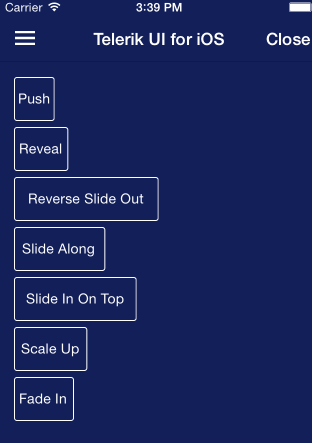 Carrier 3:39 PM
Telerik UI for iOS Close
Push
Reveal
Reverse Slide Out
Slide Along
Slide In On Top
Scale Up
Fade In